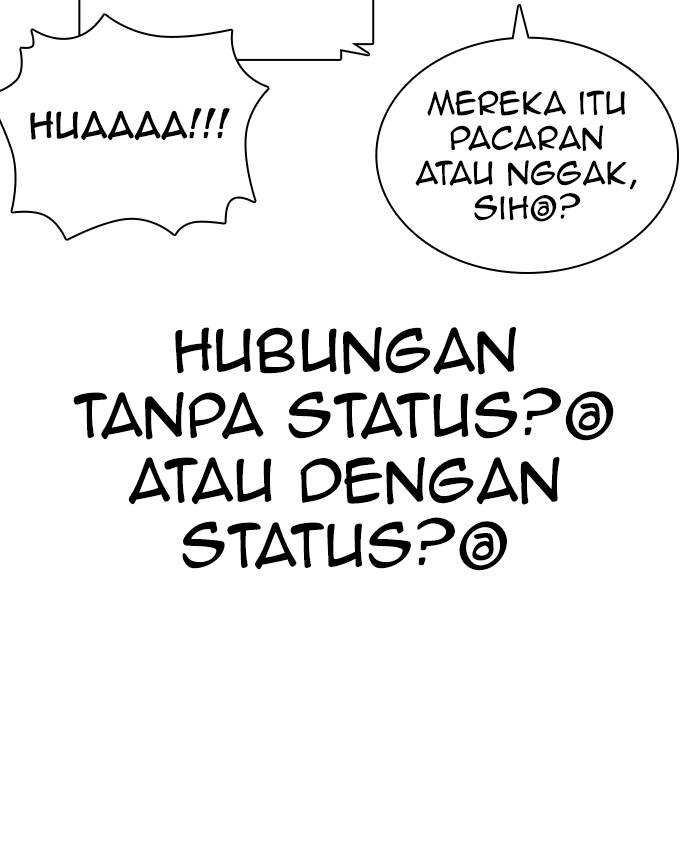 HUAAAA!!!
MEREKA ITU
PACARAN
ATAU NGGAK,
SIH@?
HUBUNGAN
TANPA STATUS?@
ATAU DENGAN
STATUS?@